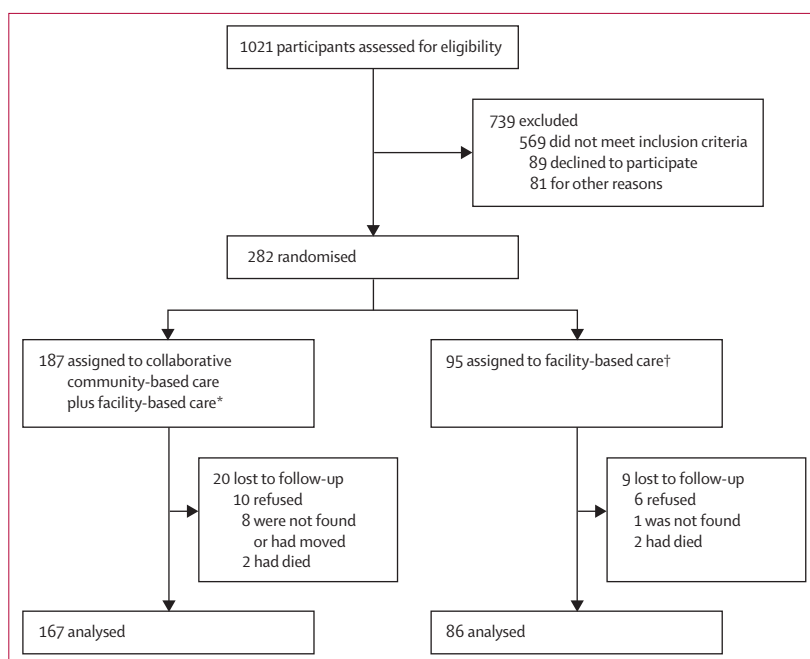 1021 participants assessed for eligibility
739 excluded
569 did not meet inclusion criteria
89 declined to participate
81 for other reasons
282 randomised
187 assigned to collaborative
community-based care
plus facility-based care*
95 assigned to facility-based care†
20 lost to follow-up
10 refused
8 were not found
or had moved
2 had died
9 lost to follow-up
6 refused
1 was not found
2 had died
167 analysed
86 analysed